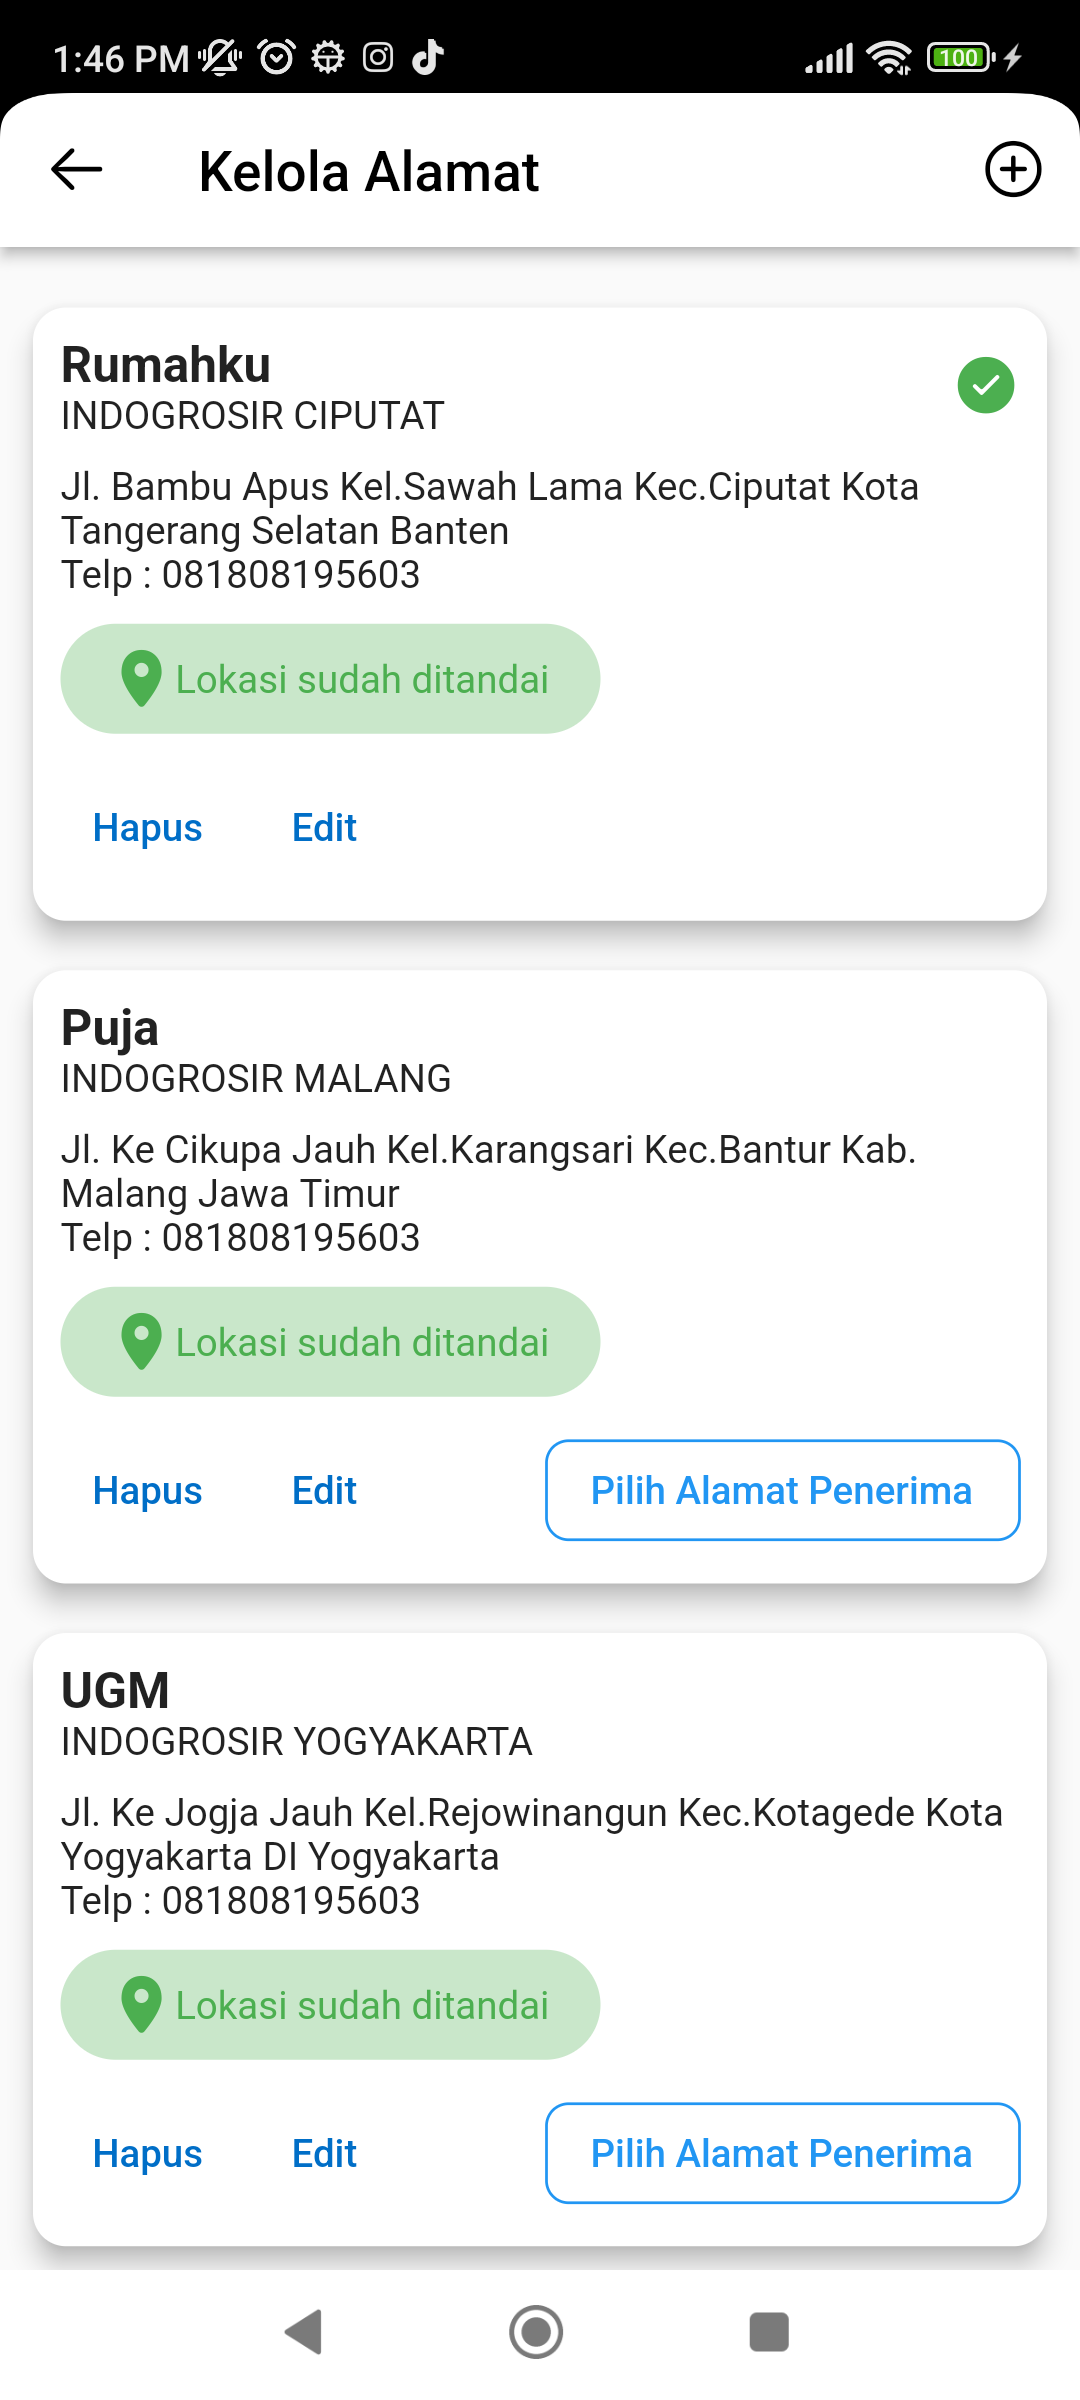 1:46 PM
100
Kelola Alamat
Rumahku
INDOGROSIR CIPUTAT
Jl. Bambu Apus Kel.Sawah Lama Kec.Ciputat Kota
Tangerang Selatan Banten
Telp : 081808195603
Lokasi sudah ditandai
Hapus Edit
Puja
INDOGROSIR MALANG
Jl. Ke Cikupa Jauh Kel.Karangsari Kec.Bantur Kab.
Malang Jawa Timur
Telp : 081808195603
Lokasi sudah ditandai
Hapus Edit Pilih Alamat Penerima
UGM
INDOGROSIR YOGYAKARTA
Jl. Ke Jogja Jauh Kel.Rejowinangun Kec.Kotagede Kota
Yogyakarta DI Yogyakarta
Telp : 081808195603
Lokasi sudah ditandai
Hapus Edit Pilih Alamat Penerima